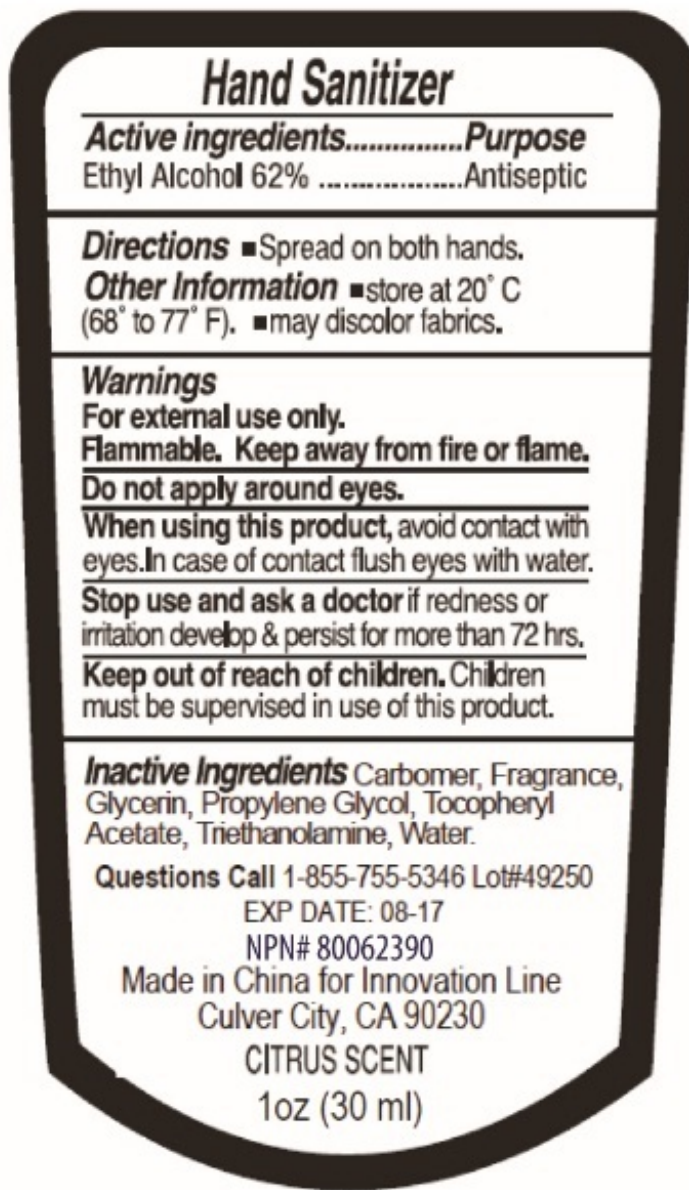 Hand Sanitizer
Active ingredients...............Purpose
Ethyl Alcohol 62% ....................Antiseptic
Directions ■Spread on both hands.
Other Information ■store at 20˚ C
(68˚ to 77˚ F). ■may discolor fabrics.
Warnings
For external use only.
Flammable. Keep away from fire or flame.
Do not apply around eyes.
When using this product, avoid contact with
eyes.In case of contact flush eyes with water.
Stop use and ask a doctor if redness or
irritation develop & persist for more than 72 hrs.
Keep out of reach of children. Children
must be supervised in use of this product.
Inactive Ingredients Carbomer, Fragrance,
Glycerin, Propylene Glycol, Tocopheryl
Acetate, Triethanolamine, Water.
Questions Call 1-855-755-5346 Lot#49250
EXP DATE: 08-17
NPN# 80062390
Made in China for Innovation Line
Culver City, CA 90230
CITRUS SCENT
1oz (30 ml)